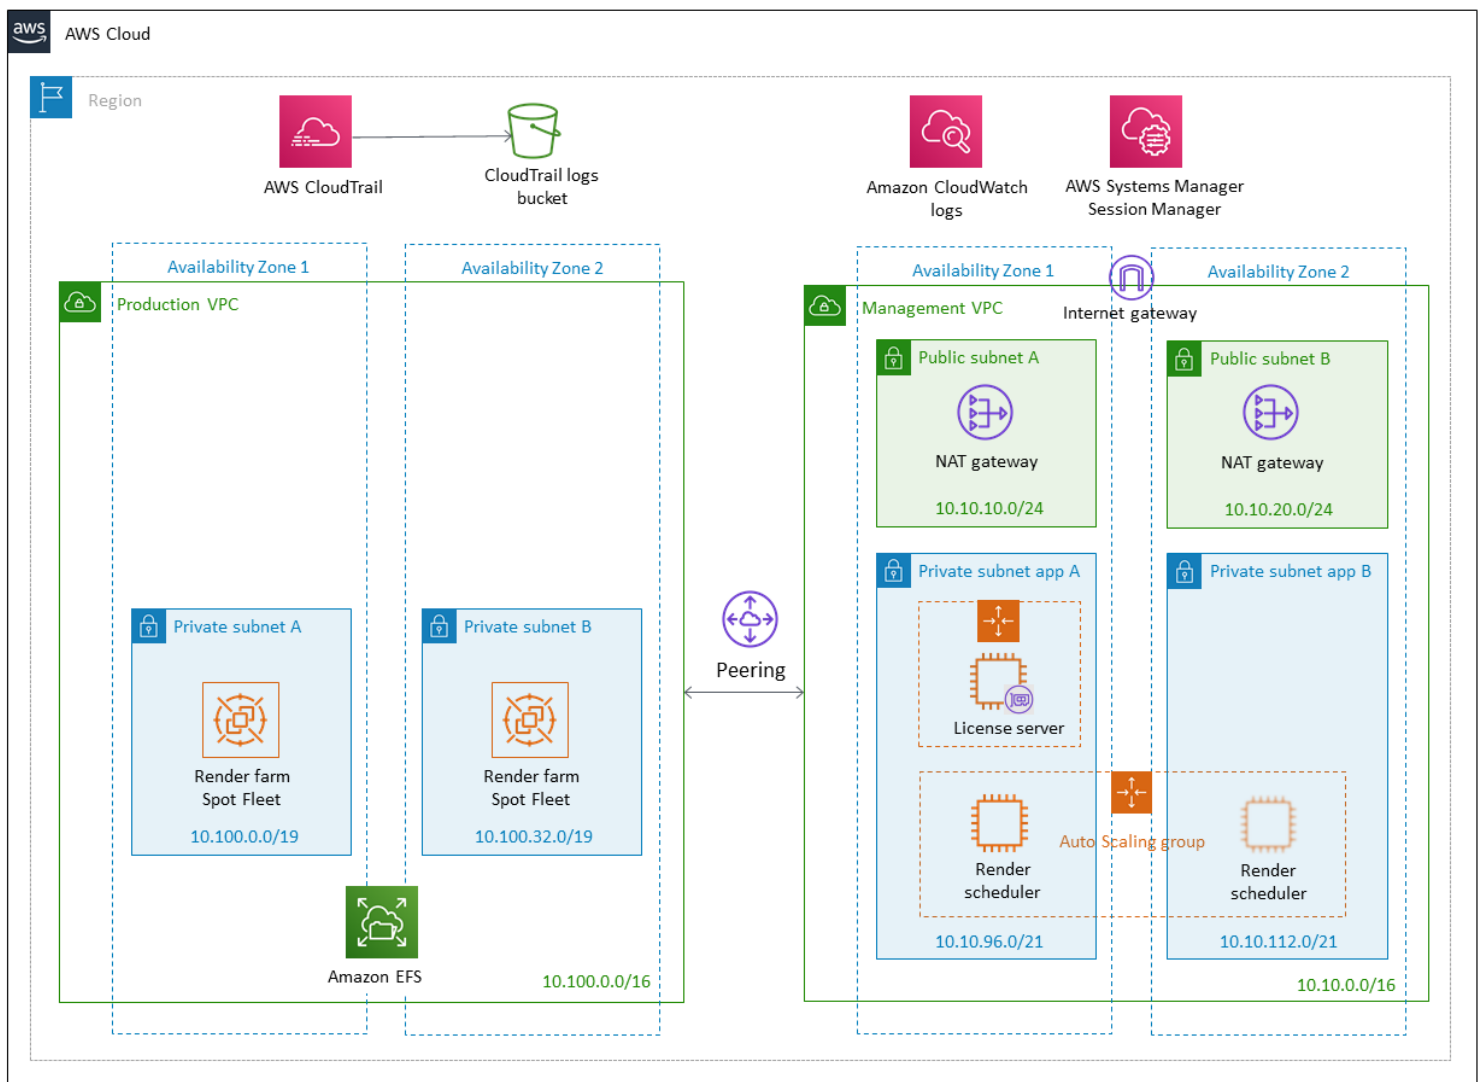 aws
AWS Cloud
Region
AWS CloudTrail
CloudTrail logs
bucket
Amazon CloudWatch
logs
AWS Systems Manager
Session Manager
Availability Zone 1
Availability Zone 2
Production VPC
Private subnet A
Render farm
Spot Fleet
10.100.0.0/19
Private subnet B
Render farm
Spot Fleet
10.100.32.0/19
Amazon EFS
10.100.0.0/16
Peering
Availability Zone 1
Availability Zone 2
Internet gateway
Management VPC
Public subnet A
NAT gateway
10.10.10.0/24
Public subnet B
NAT gateway
10.10.20.0/24
Private subnet app A
License server
Private subnet app B
Auto Scaling group
Render
scheduler
Render
scheduler
10.10.96.0/21
10.10.112.0/21
10.10.0.0/16